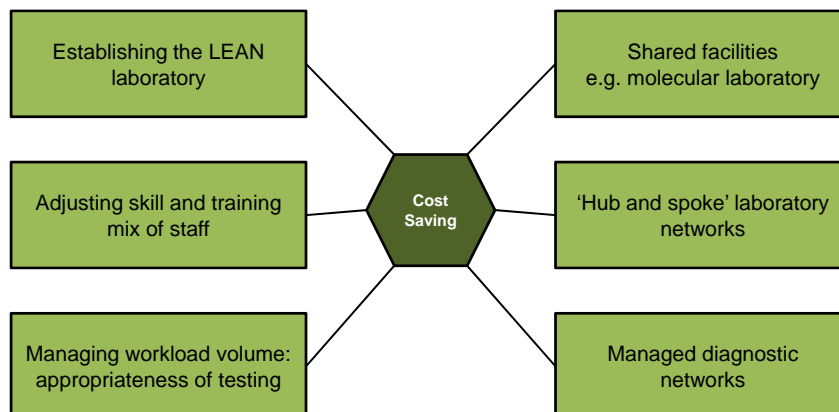 Establishing the LEAN
laboratory
Shared facilities
e.g. molecular laboratory
Adjusting skill and training
mix of staff
Cost
Saving
‘Hub and spoke’ laboratory
networks
Managing workload volume:
appropriateness of testing
Managed diagnostic
networks